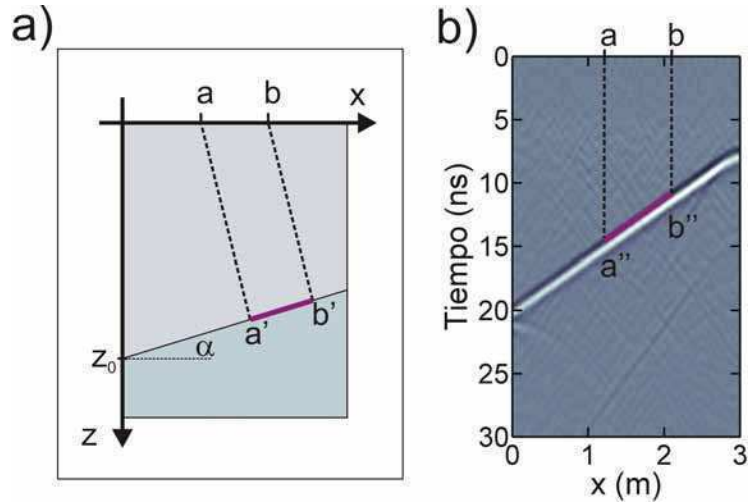 a)
a b x
a' b'
z₀ α
z
b)
a b
0
5
10
15
20
25
30
Tiempo (ns)
a'' b''
0 1 2 3
x (m)